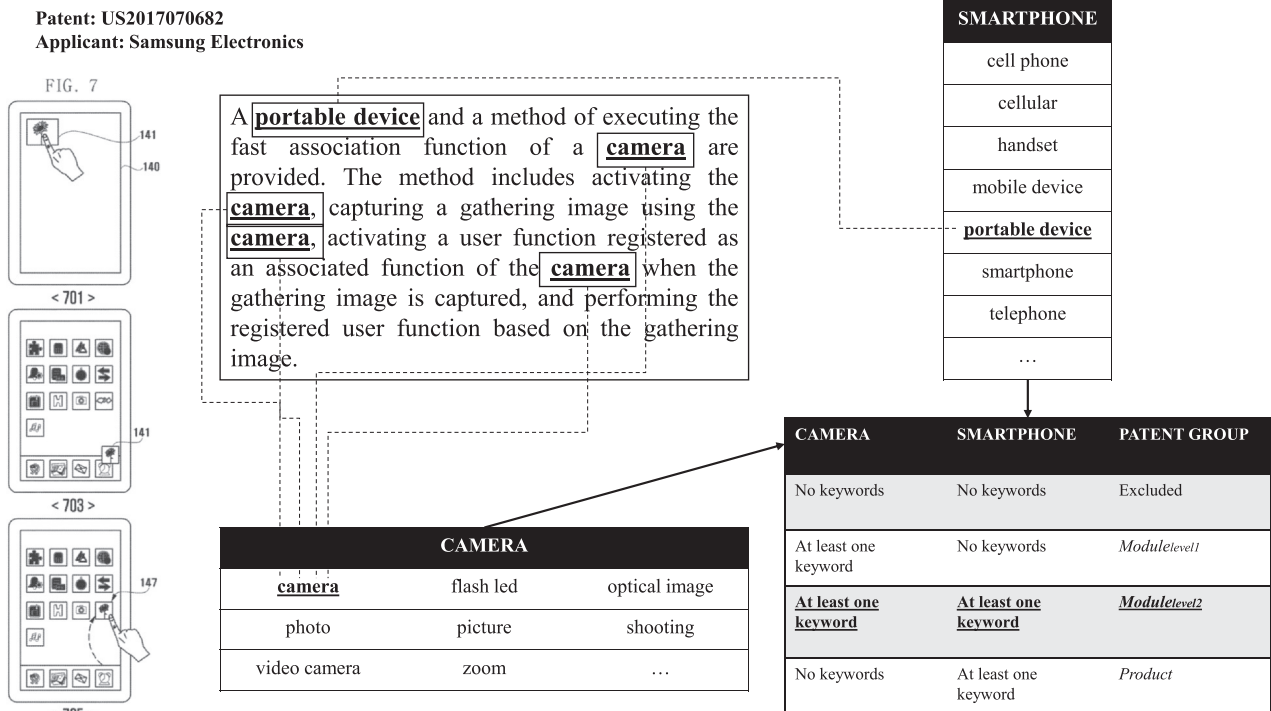 Patent: US2017070682
Applicant: Samsung Electronics
FIG. 7
141
140
< 701 >
141
< 703 >
147
A portable device and a method of executing the
fast association function of a camera are
provided. The method includes activating the
camera, capturing a gathering image using the
camera, activating a user function registered as
an associated function of the camera when the
gathering image is captured, and performing the
registered user function based on the gathering
image.
SMARTPHONE
cell phone
cellular
handset
mobile device
portable device
smartphone
telephone
…
CAMERA
camera flash led optical image
photo picture shooting
video camera zoom …
CAMERA SMARTPHONE PATENT GROUP
No keywords No keywords Excluded
At least one No keywords Modulelevel1
keyword
At least one At least one Modulelevel2
keyword keyword
No keywords At least one Product
keyword